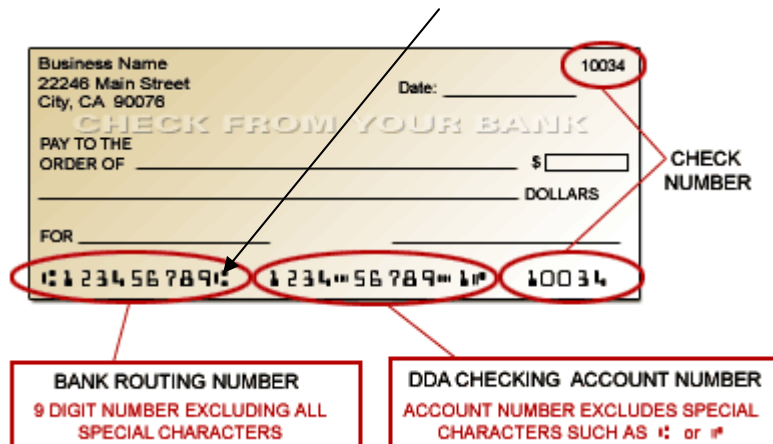 Business Name
10034
22246 Main Street
Date:
City, CA 90076
CHECK FROM YOUR BANK
PAY TO THE
ORDER OF
$
DOLLARS
CHECK
NUMBER
FOR
⑆123456789⑆ 1234⑉56789⑉1⑈ 10034
BANK ROUTING NUMBER
9 DIGIT NUMBER EXCLUDING ALL
SPECIAL CHARACTERS
DDA CHECKING ACCOUNT NUMBER
ACCOUNT NUMBER EXCLUDES SPECIAL
CHARACTERS SUCH AS ⑆ or ⑈